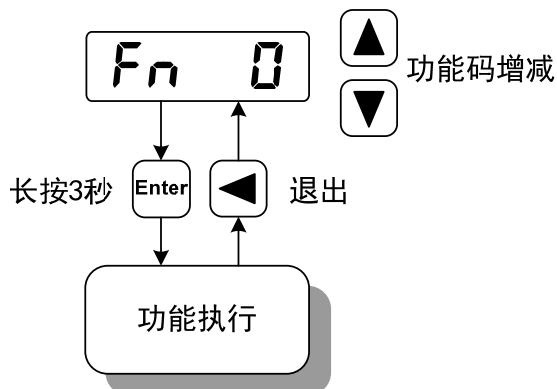 Fn 0
功能码增减
长按3秒
Enter
退出
功能执行